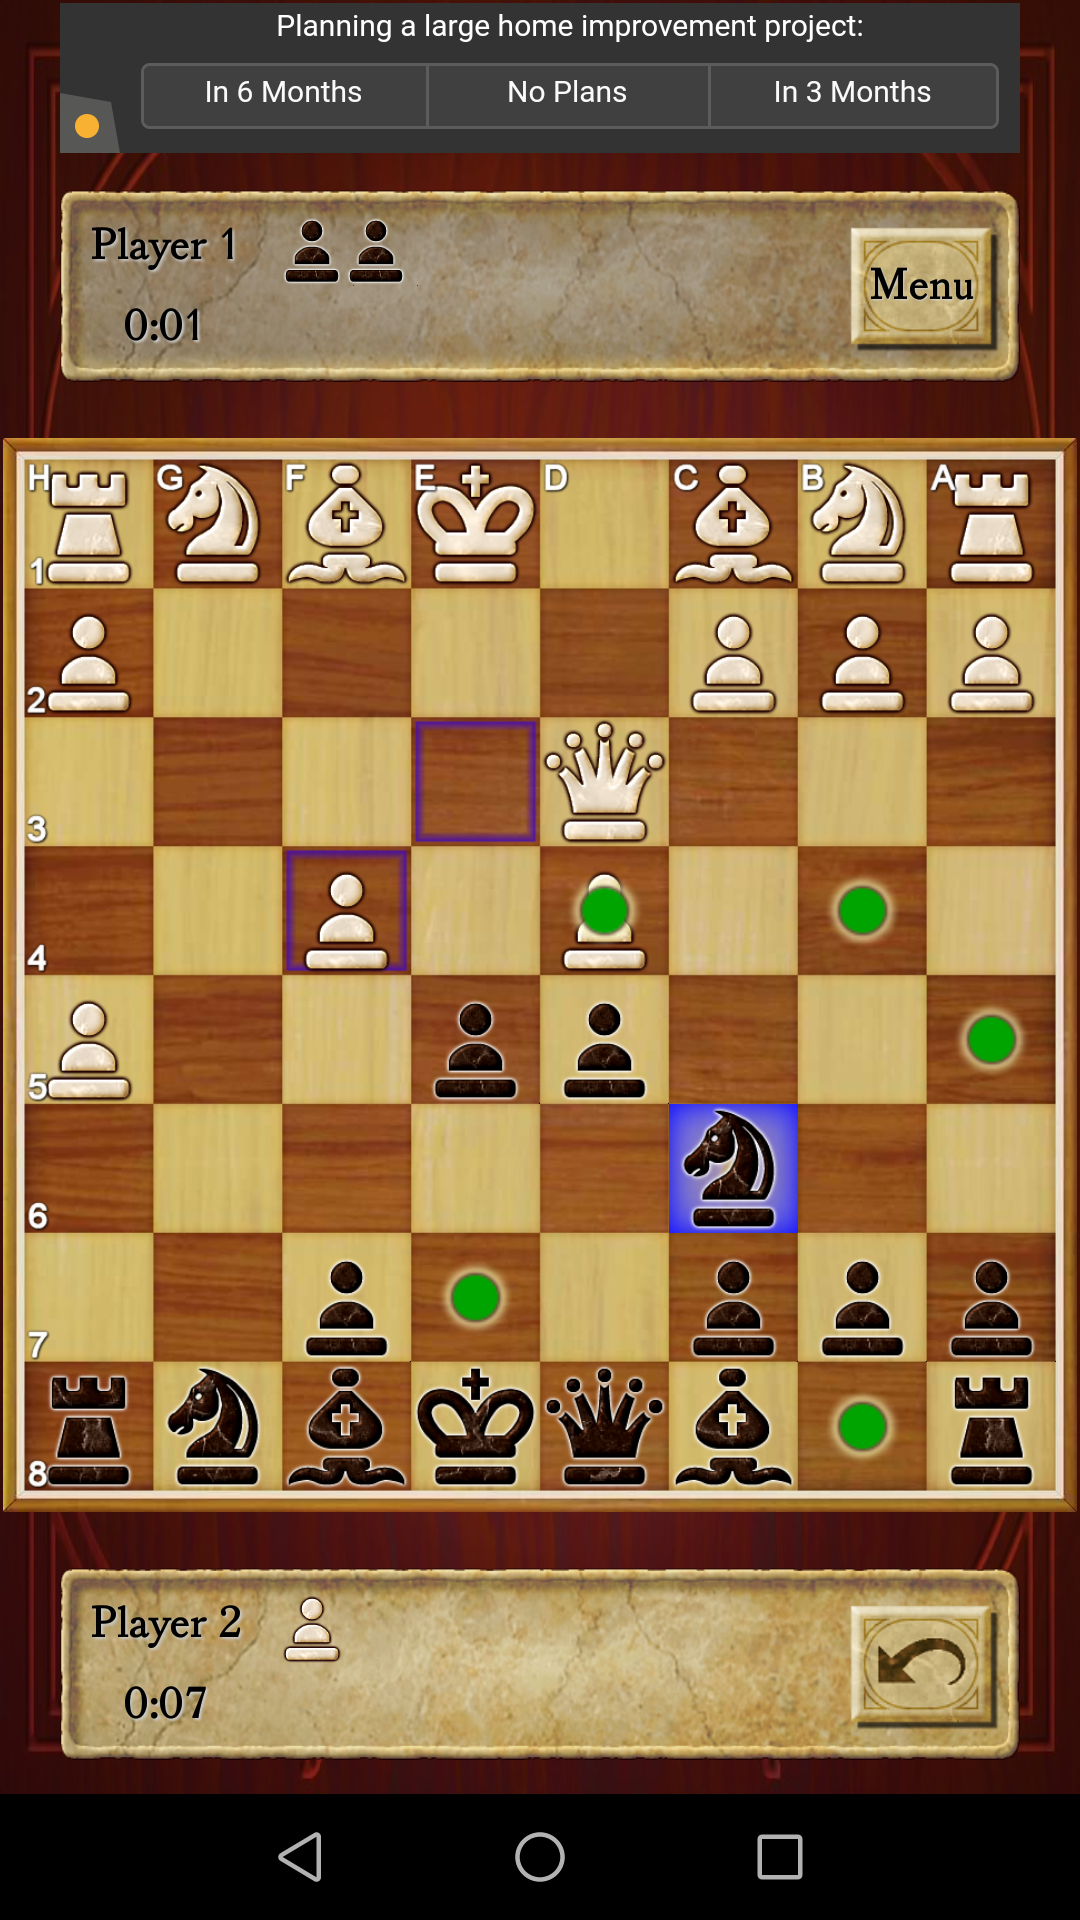 Planning a large home improvement project:
In 6 Months No Plans In 3 Months
Player 1
Menu
0:01
H G F E D C B A
1
2
3
4
5
6
7
8
Player 2
0:07